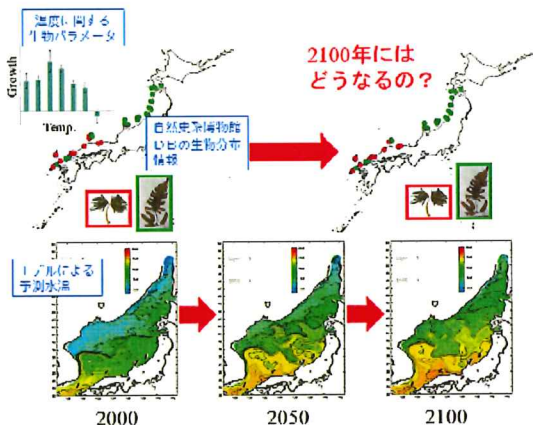 温度に関する
生物パラメータ
Growth
Temp.
2100年には
どうなるの？
自然史系博物館
DBの生物分布
情報
モデルによる
予測水温
2000
2050
2100